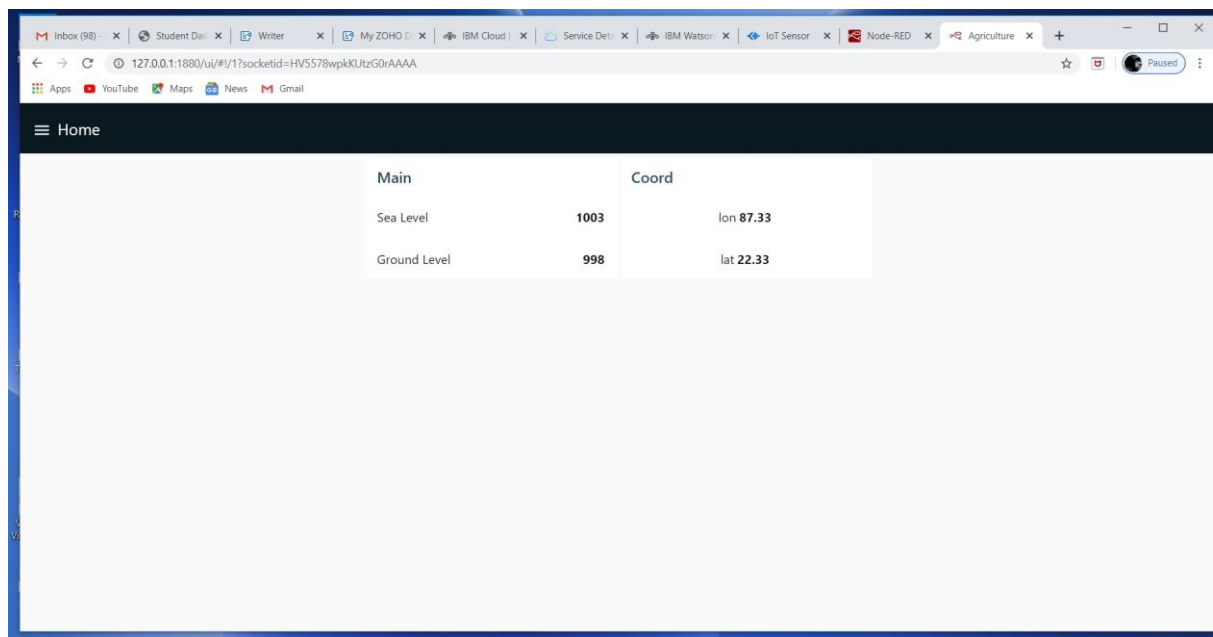 Inbox (98) - Student Das Writer My ZOHO D IBM Cloud | Service Deta IBM Watson IoT Sensor Node-RED Agriculture
127.0.0.1:1880/ui/#!/1?socketid=HV5578wpkKUtzG0rAAAA Paused
Apps YouTube Maps News Gmail
Home
Main
Sea Level 1003
Ground Level 998
Coord
lon 87.33
lat 22.33